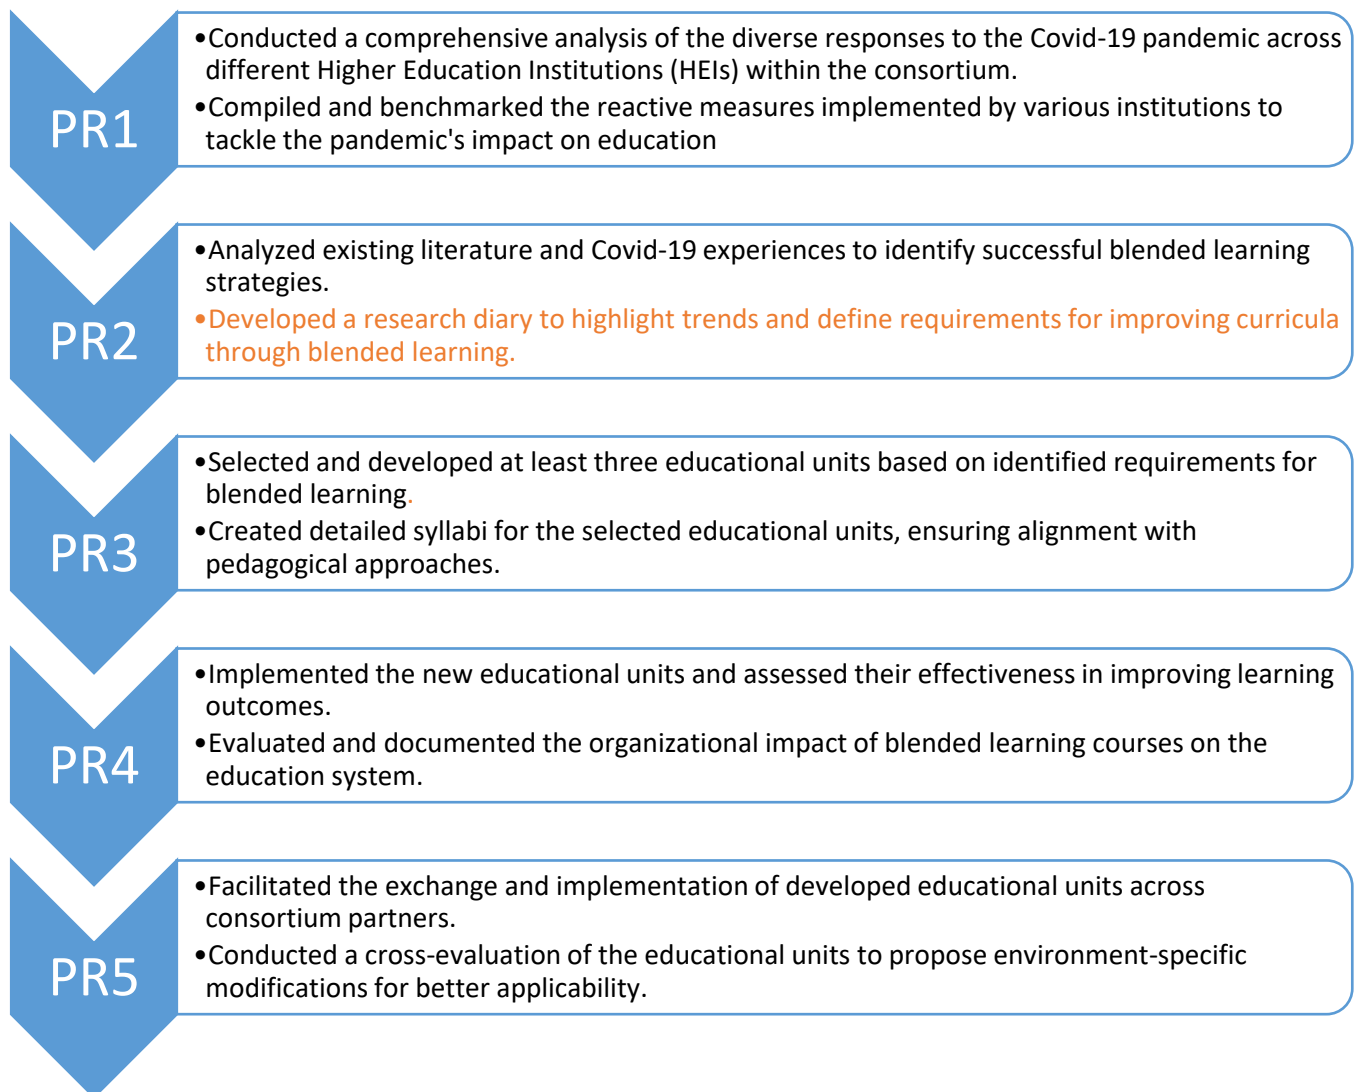 PR1
•Conducted a comprehensive analysis of the diverse responses to the Covid-19 pandemic across
different Higher Education Institutions (HEIs) within the consortium.
•Compiled and benchmarked the reactive measures implemented by various institutions to
tackle the pandemic's impact on education
PR2
•Analyzed existing literature and Covid-19 experiences to identify successful blended learning
strategies.
•Developed a research diary to highlight trends and define requirements for improving curricula
through blended learning.
PR3
•Selected and developed at least three educational units based on identified requirements for
blended learning.
•Created detailed syllabi for the selected educational units, ensuring alignment with
pedagogical approaches.
PR4
•Implemented the new educational units and assessed their effectiveness in improving learning
outcomes.
•Evaluated and documented the organizational impact of blended learning courses on the
education system.
PR5
•Facilitated the exchange and implementation of developed educational units across
consortium partners.
•Conducted a cross-evaluation of the educational units to propose environment-specific
modifications for better applicability.